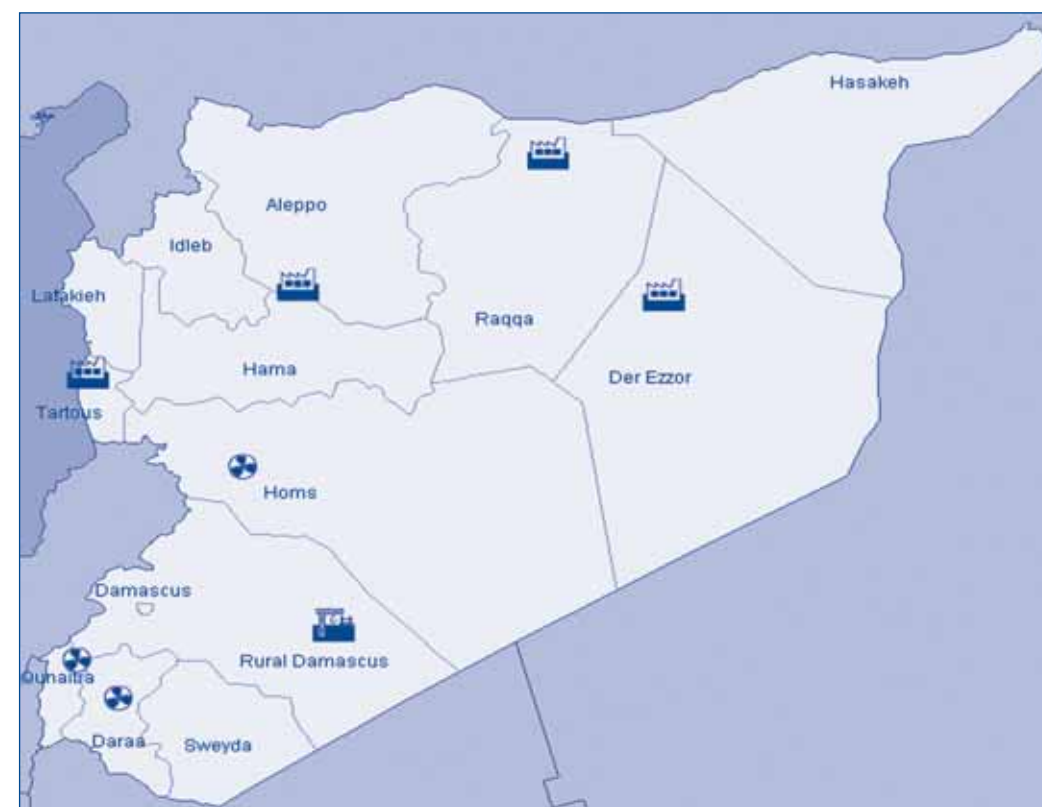 Hasakeh
Aleppo
Idleb
Latakieh
Raqqa
Hama
Der Ezzor
Tartous
Homs
Damascus
Rural Damascus
Qunaitra
Daraa
Sweyda